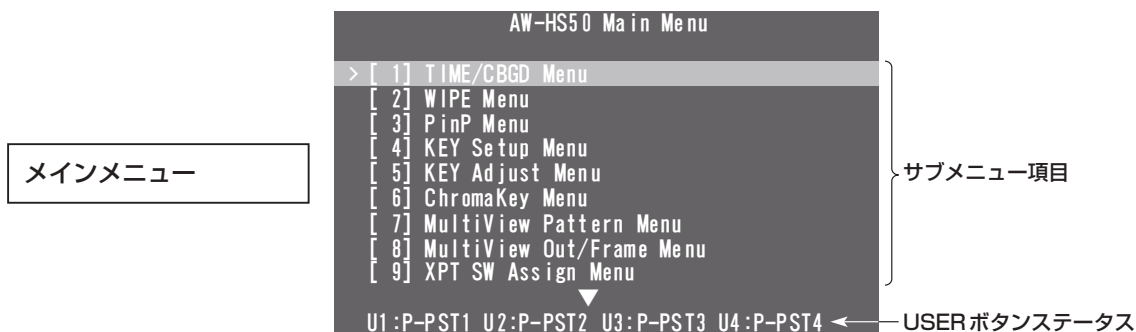 AW-HS50 Main Menu
メインメニュー
> [ 1] TIME/CBGD Menu
[ 2] WIPE Menu
[ 3] PinP Menu
[ 4] KEY Setup Menu
[ 5] KEY Adjust Menu
[ 6] ChromaKey Menu
[ 7] MultiView Pattern Menu
[ 8] MultiView Out/Frame Menu
[ 9] XPT SW Assign Menu
サブメニュー項目
▼
U1:P-PST1 U2:P-PST2 U3:P-PST3 U4:P-PST4
USERボタンステータス